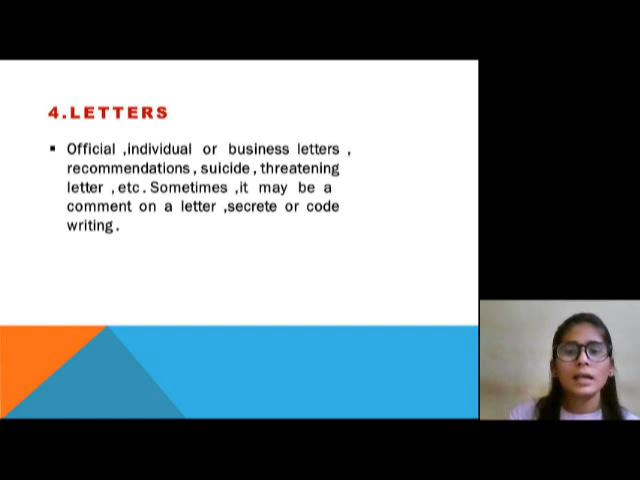 4.LETTERS
▪ Official ,individual or business letters ,
recommendations , suicide , threatening
letter , etc . Sometimes ,it may be a
comment on a letter ,secrete or code
writing .